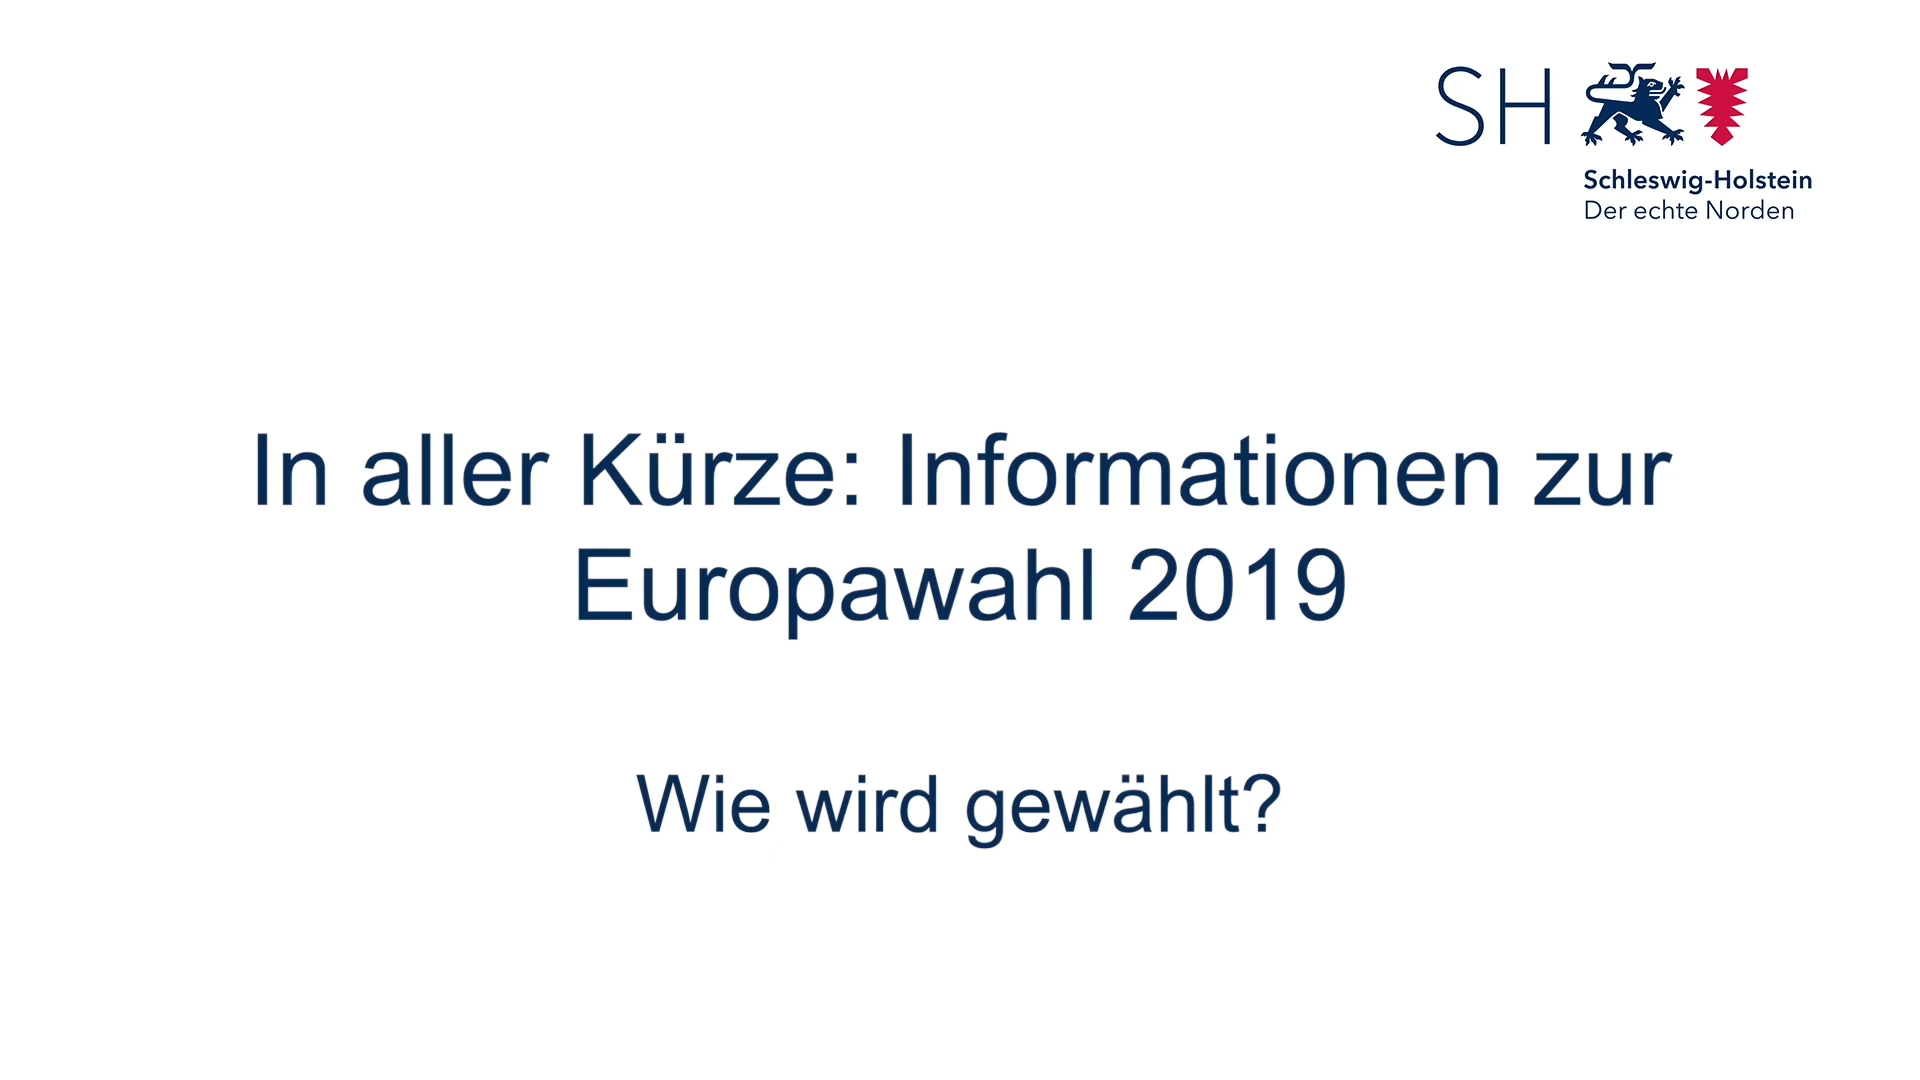 SH
Schleswig-Holstein
Der echte Norden
In aller Kürze: Informationen zur
Europawahl 2019
Wie wird gewählt?